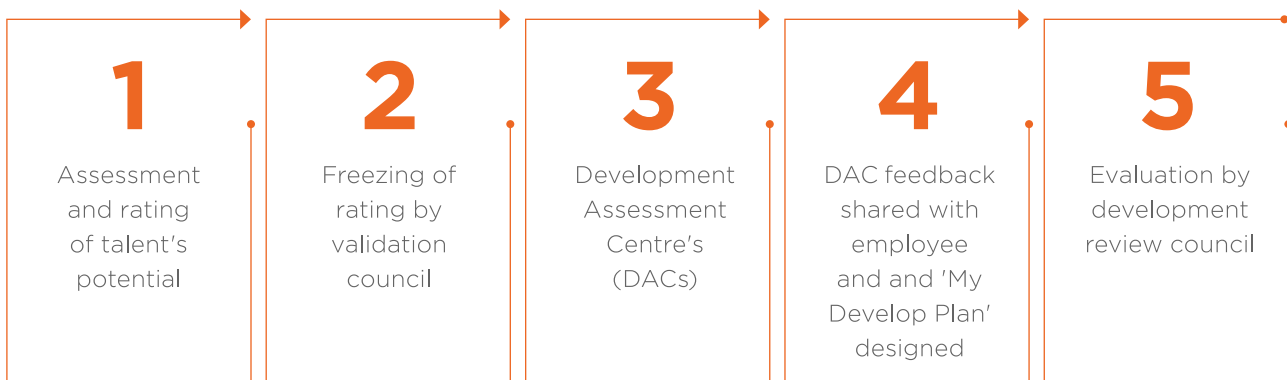 1
Assessment
and rating
of talent's
potential
2
Freezing of
rating by
validation
council
3
Development
Assessment
Centre's
(DACs)
4
DAC feedback
shared with
employee
and and 'My
Develop Plan'
designed
5
Evaluation by
development
review council